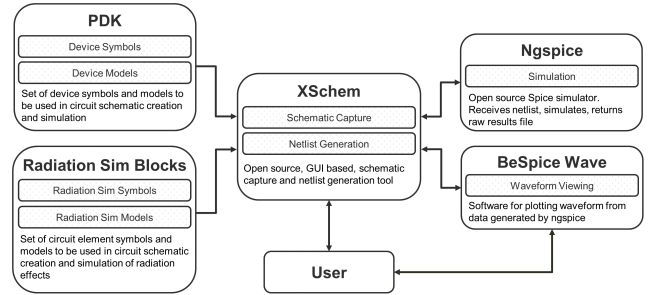 PDK
Device Symbols
Device Models
Set of device symbols and models to
be used in circuit schematic creation
and simulation
Radiation Sim Blocks
Radiation Sim Symbols
Radiation Sim Models
Set of circuit element symbols and
models to be used in circuit schematic
creation and simulation of radiation
effects
XSchem
Schematic Capture
Netlist Generation
Open source, GUI based, schematic
capture and netlist generation tool
User
Ngspice
Simulation
Open source Spice simulator.
Receives netlist, simulates, returns
raw results file
BeSpice Wave
Waveform Viewing
Software for plotting waveform from
data generated by ngspice